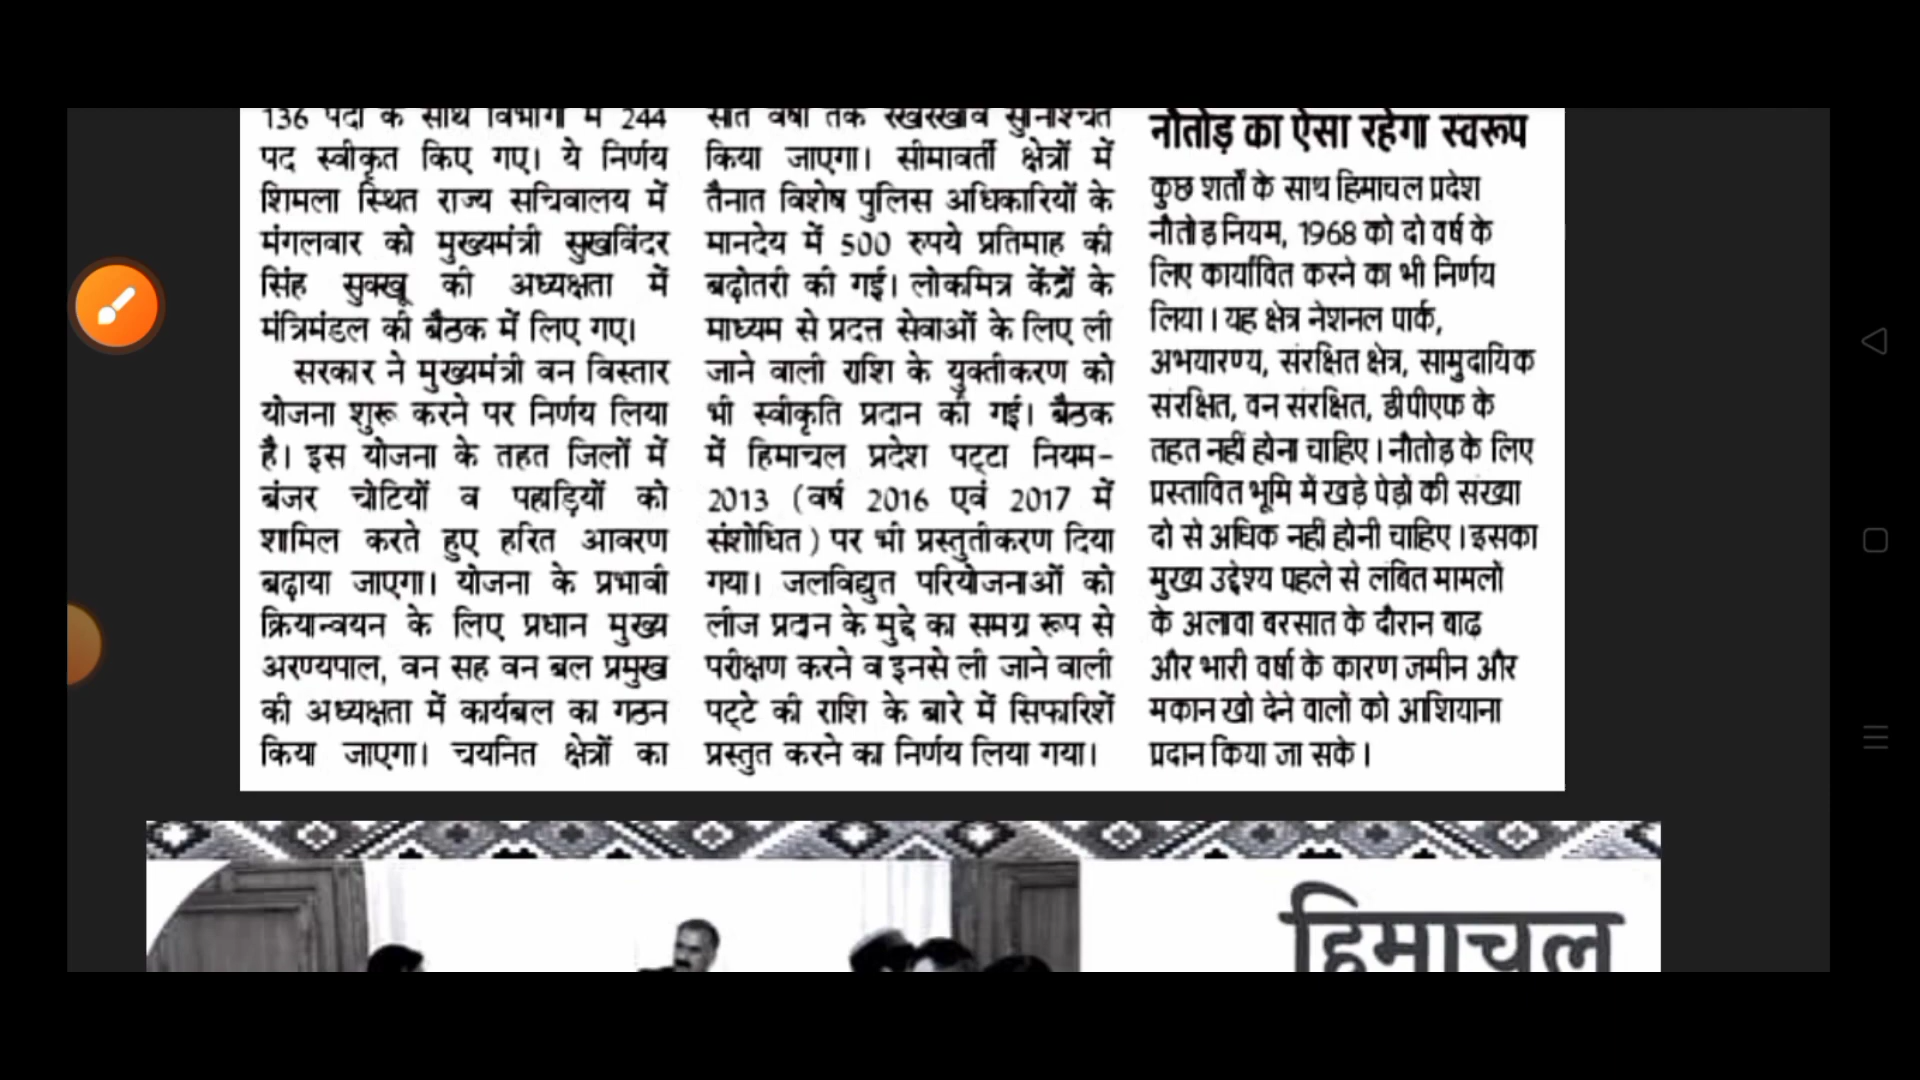 136 पदों के साथ विभागों में 244
पद स्वीकृत किए गए। ये निर्णय
शिमला स्थित राज्य सचिवालय में
मंगलवार को मुख्यमंत्री सुखविंदर
सिंह सुक्खू की अध्यक्षता में
मंत्रिमंडल की बैठक में लिए गए।
सरकार ने मुख्यमंत्री वन विस्तार
योजना शुरू करने पर निर्णय लिया
है। इस योजना के तहत जिलों में
बंजर चोटियों व पहाड़ियों को
शामिल करते हुए हरित आवरण
बढ़ाया जाएगा। योजना के प्रभावी
क्रियान्वयन के लिए प्रधान मुख्य
अरण्यपाल, वन सह वन बल प्रमुख
की अध्यक्षता में कार्यबल का गठन
किया जाएगा। चयनित क्षेत्रों का
सात वर्षों तक रखरखाव सुनिश्चित
किया जाएगा। सीमावर्ती क्षेत्रों में
तैनात विशेष पुलिस अधिकारियों के
मानदेय में 500 रुपये प्रतिमाह की
बढ़ोतरी की गई। लोकमित्र केंद्रों के
माध्यम से प्रदत्त सेवाओं के लिए ली
जाने वाली राशि के युक्तीकरण को
भी स्वीकृति प्रदान की गई। बैठक
में हिमाचल प्रदेश पट्टा नियम-
2013 (वर्ष 2016 एवं 2017 में
संशोधित) पर भी प्रस्तुतीकरण दिया
गया। जलविद्युत परियोजनाओं को
लीज प्रदान के मुद्दे का समग्र रूप से
परीक्षण करने व इनसे ली जाने वाली
पट्टे की राशि के बारे में सिफारिशें
प्रस्तुत करने का निर्णय लिया गया।
नौतोड़ का ऐसा रहेगा स्वरूप
कुछ शर्तों के साथ हिमाचल प्रदेश
नौतोड़ नियम, 1968 को दो वर्ष के
लिए कार्यांवित करने का भी निर्णय
लिया। यह क्षेत्र नेशनल पार्क,
अभयारण्य, संरक्षित क्षेत्र, सामुदायिक
संरक्षित, वन संरक्षित, डीपीएफ के
तहत नहीं होना चाहिए। नौतोड़ के लिए
प्रस्तावित भूमि में खड़े पेड़ों की संख्या
दो से अधिक नहीं होनी चाहिए। इसका
मुख्य उद्देश्य पहले से लंबित मामलों
के अलावा बरसात के दौरान बाढ़
और भारी वर्षा के कारण जमीन और
मकान खो देने वालों को आशियाना
प्रदान किया जा सके।
हिमाचल